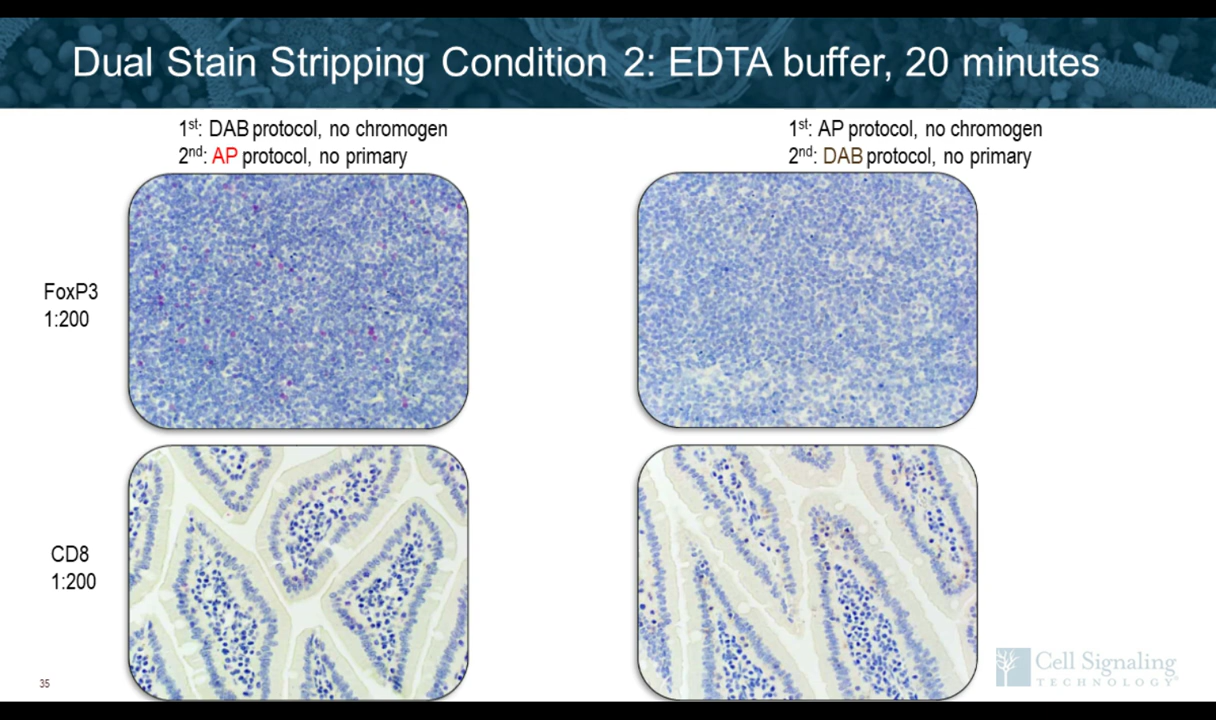 Dual Stain Stripping Condition 2: EDTA buffer, 20 minutes
1st: DAB protocol, no chromogen
2nd: AP protocol, no primary
1st: AP protocol, no chromogen
2nd: DAB protocol, no primary
FoxP3
1:200
CD8
1:200
35
Cell Signaling
TECHNOLOGY®